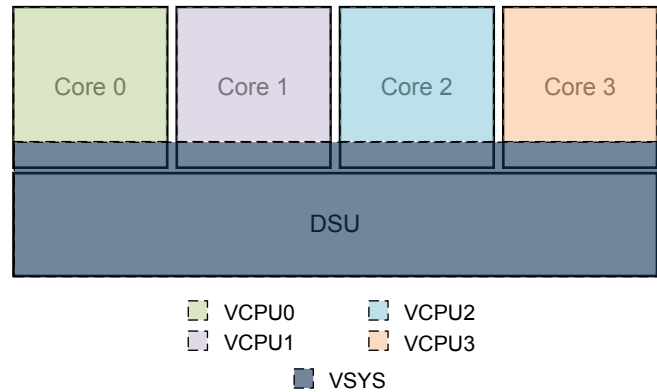 Core 0 Core 1 Core 2 Core 3
DSU
VCPU0 VCPU2
VCPU1 VCPU3
VSYS